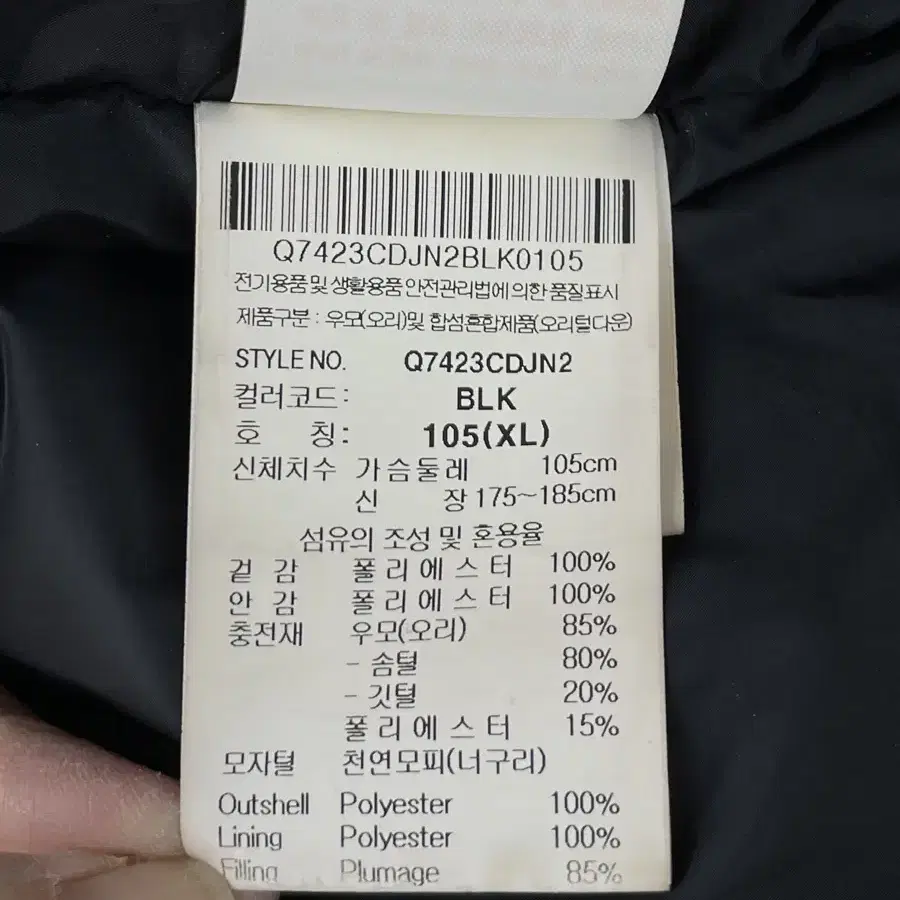 Q7423CDJN2BLK0105
전기용품및 생활용품 안전관리법에 의한 품질표시
제품구분 : 우모(오리)및 합섬혼합제품(오리털다운)
STYLE NO. Q7423CDJN2
컬러코드: BLK
호 칭: 105(XL)
신체치수 가슴둘레 105cm
신 장 175~185cm
섬유의 조성 및 혼용율
겉 감 폴리에스터 100%
안 감 폴리에스터 100%
충전재 우모(오리) 85%
- 솜털 80%
- 깃털 20%
폴리에스터 15%
모자털 천연모피(너구리)
Outshell Polyester 100%
Lining Polyester 100%
Filling Plumage 85%